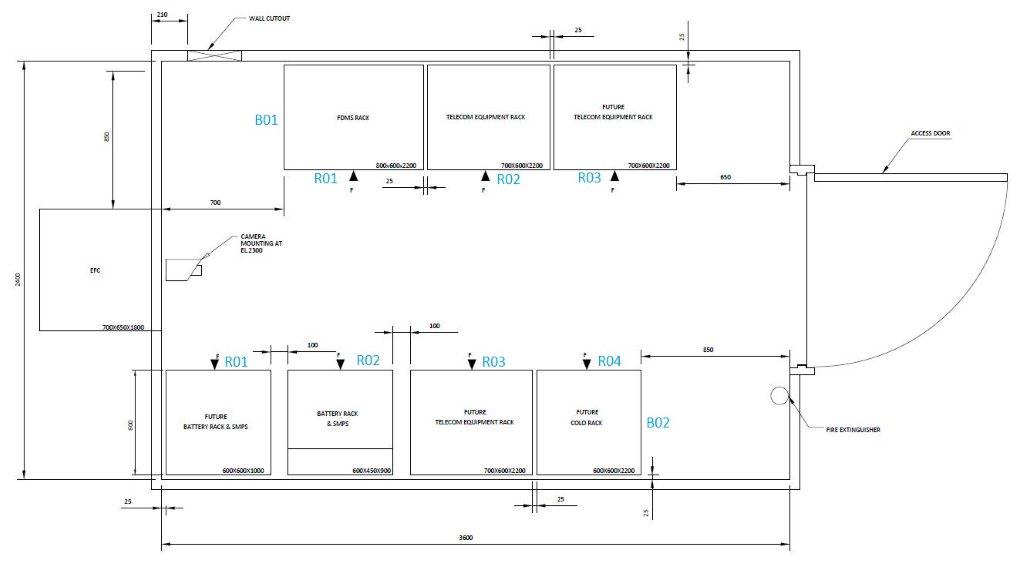 210
WALL CUTOUT
25
25
B01
FDMS RACK
TELECOM EQUIPMENT RACK
FUTURE
TELECOM EQUIPMENT RACK
ACCESS DOOR
850
800x600x2200
700X600X2200
700X600X2200
R01
F
25
R02
F
R03
F
650
700
CAMERA
MOUNTING AT
EL.2300
2400
EFC
700X650X1800
100
100
F
R01
F
R02
F
R03
F
R04
850
600
FUTURE
BATTERY RACK & SMPS
BATTERY RACK
& SMPS
FUTURE
TELECOM EQUIPMENT RACK
FUTURE
COLO RACK
B02
FIRE EXTINGUISHER
600X600X1000
600X450X900
700X600X2200
600X600X2200
25
25
25
3600